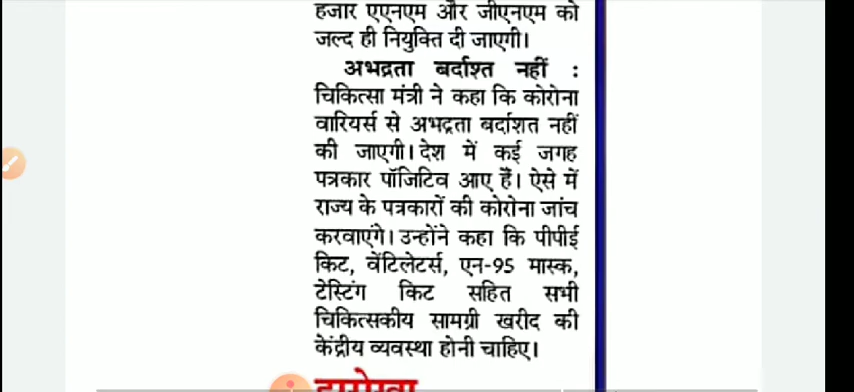 हजार एएनएम और जीएनएम को
जल्द ही नियुक्ति दी जाएगी।
अभद्रता बर्दाश्त नहीं :
चिकित्सा मंत्री ने कहा कि कोरोना
वारियर्स से अभद्रता बर्दाशत नहीं
की जाएगी। देश में कई जगह
पत्रकार पॉजिटिव आए हैं। ऐसे में
राज्य के पत्रकारों की कोरोना जांच
करवाएंगे। उन्होंने कहा कि पीपीई
किट, वेंटिलेटर्स, एन-95 मास्क,
टेस्टिंग किट सहित सभी
चिकित्सकीय सामग्री खरीद की
केंद्रीय व्यवस्था होनी चाहिए।